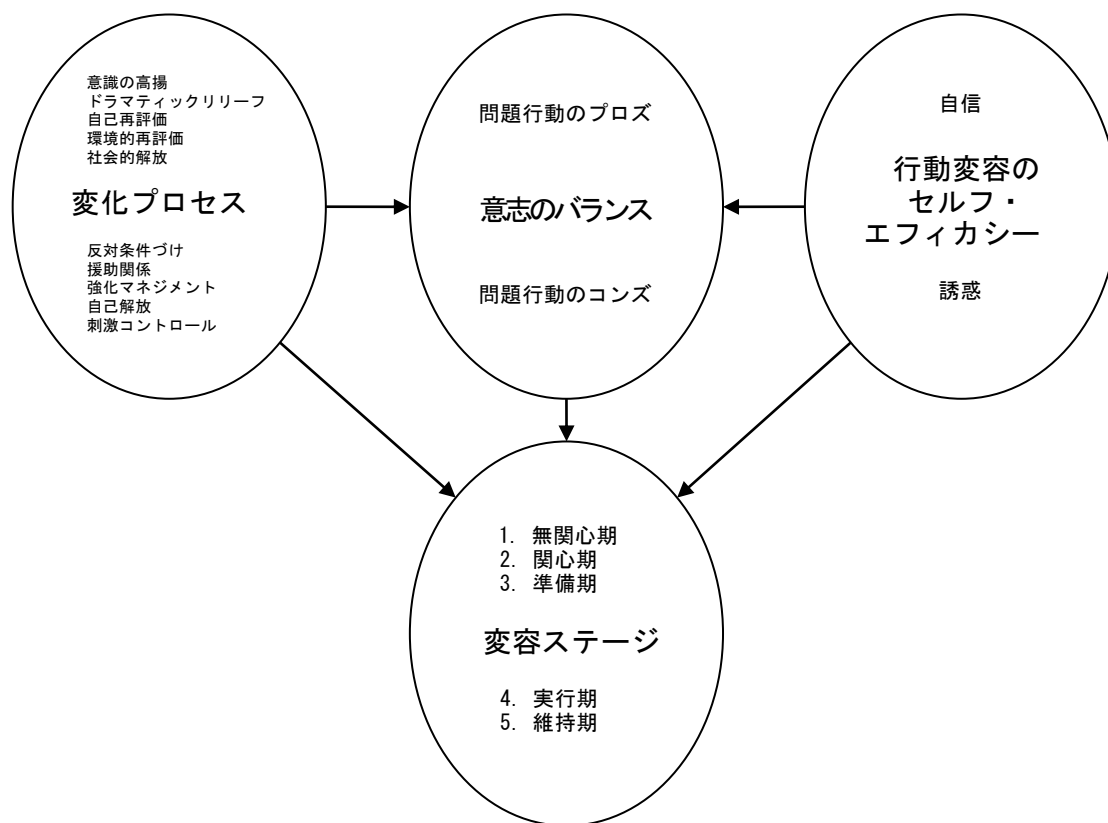 意識の高揚
ドラマティックリリーフ
自己再評価
環境的再評価
社会的解放
変化プロセス
反対条件づけ
援助関係
強化マネジメント
自己解放
刺激コントロール
問題行動のプロズ
意志のバランス
問題行動のコンズ
自信
行動変容の
セルフ・
エフィカシー
誘惑
1. 無関心期
2. 関心期
3. 準備期
変容ステージ
4. 実行期
5. 維持期